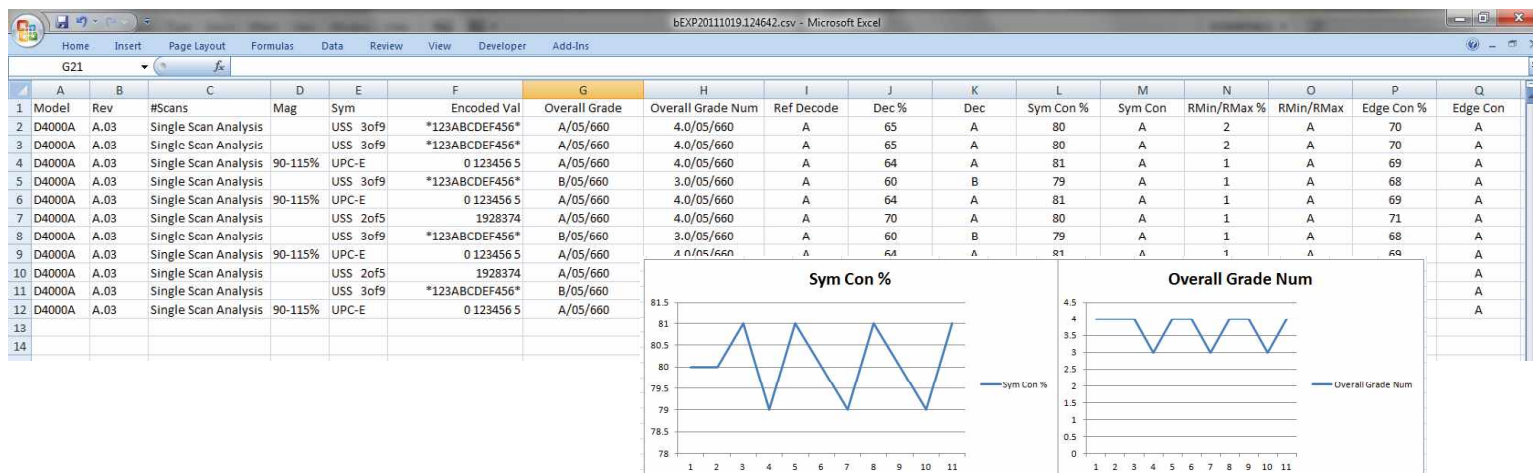 bEXP20111019.124642.csv - Microsoft Excel
Home Insert Page Layout Formulas Data Review View Developer Add-Ins
G21 fx
A B C D E F G H I J K L M N O P Q
1 Model Rev #Scans Mag Sym Encoded Val Overall Grade Overall Grade Num Ref Decode Dec % Dec Sym Con % Sym Con RMin/RMax % RMin/RMax Edge Con % Edge Con
2 D4000A A.03 Single Scan Analysis USS 3of9 *123ABCDEF456* A/05/660 4.0/05/660 A 65 A 80 A 2 A 70 A
3 D4000A A.03 Single Scan Analysis USS 3of9 *123ABCDEF456* A/05/660 4.0/05/660 A 65 A 80 A 2 A 70 A
4 D4000A A.03 Single Scan Analysis 90-115% UPC-E 0 123456 5 A/05/660 4.0/05/660 A 64 A 81 A 1 A 69 A
5 D4000A A.03 Single Scan Analysis USS 3of9 *123ABCDEF456* B/05/660 3.0/05/660 A 60 B 79 A 1 A 68 A
6 D4000A A.03 Single Scan Analysis 90-115% UPC-E 0 123456 5 A/05/660 4.0/05/660 A 64 A 81 A 1 A 69 A
7 D4000A A.03 Single Scan Analysis USS 2of5 1928374 A/05/660 4.0/05/660 A 70 A 80 A 1 A 71 A
8 D4000A A.03 Single Scan Analysis USS 3of9 *123ABCDEF456* B/05/660 3.0/05/660 A 60 B 79 A 1 A 68 A
9 D4000A A.03 Single Scan Analysis 90-115% UPC-E 0 123456 5 A/05/660 4.0/05/660 A 64 A 81 A 1 A 69 A
10 D4000A A.03 Single Scan Analysis USS 2of5 1928374 A/05/660 A
11 D4000A A.03 Single Scan Analysis USS 3of9 *123ABCDEF456* B/05/660 A
12 D4000A A.03 Single Scan Analysis 90-115% UPC-E 0 123456 5 A/05/660 A
13
14
Sym Con %
81.5
81
80.5
80
79.5
79
78.5
78
1 2 3 4 5 6 7 8 9 10 11
Sym Con %
Overall Grade Num
4.5
4
3.5
3
2.5
2
1.5
1
0.5
0
1 2 3 4 5 6 7 8 9 10 11
Overall Grade Num